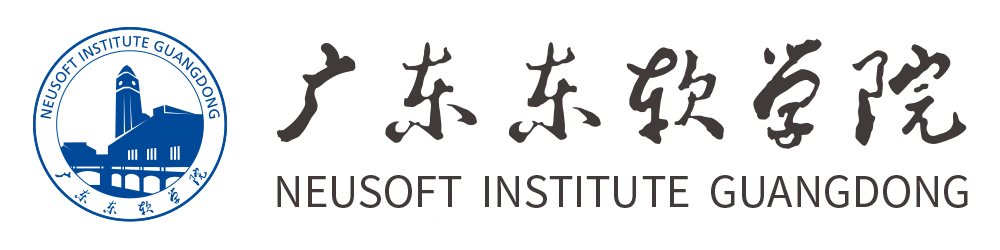 NEUSOFT INSTITUTE GUANGDONG
广东东软学院
广东东软学院
NEUSOFT INSTITUTE GUANGDONG